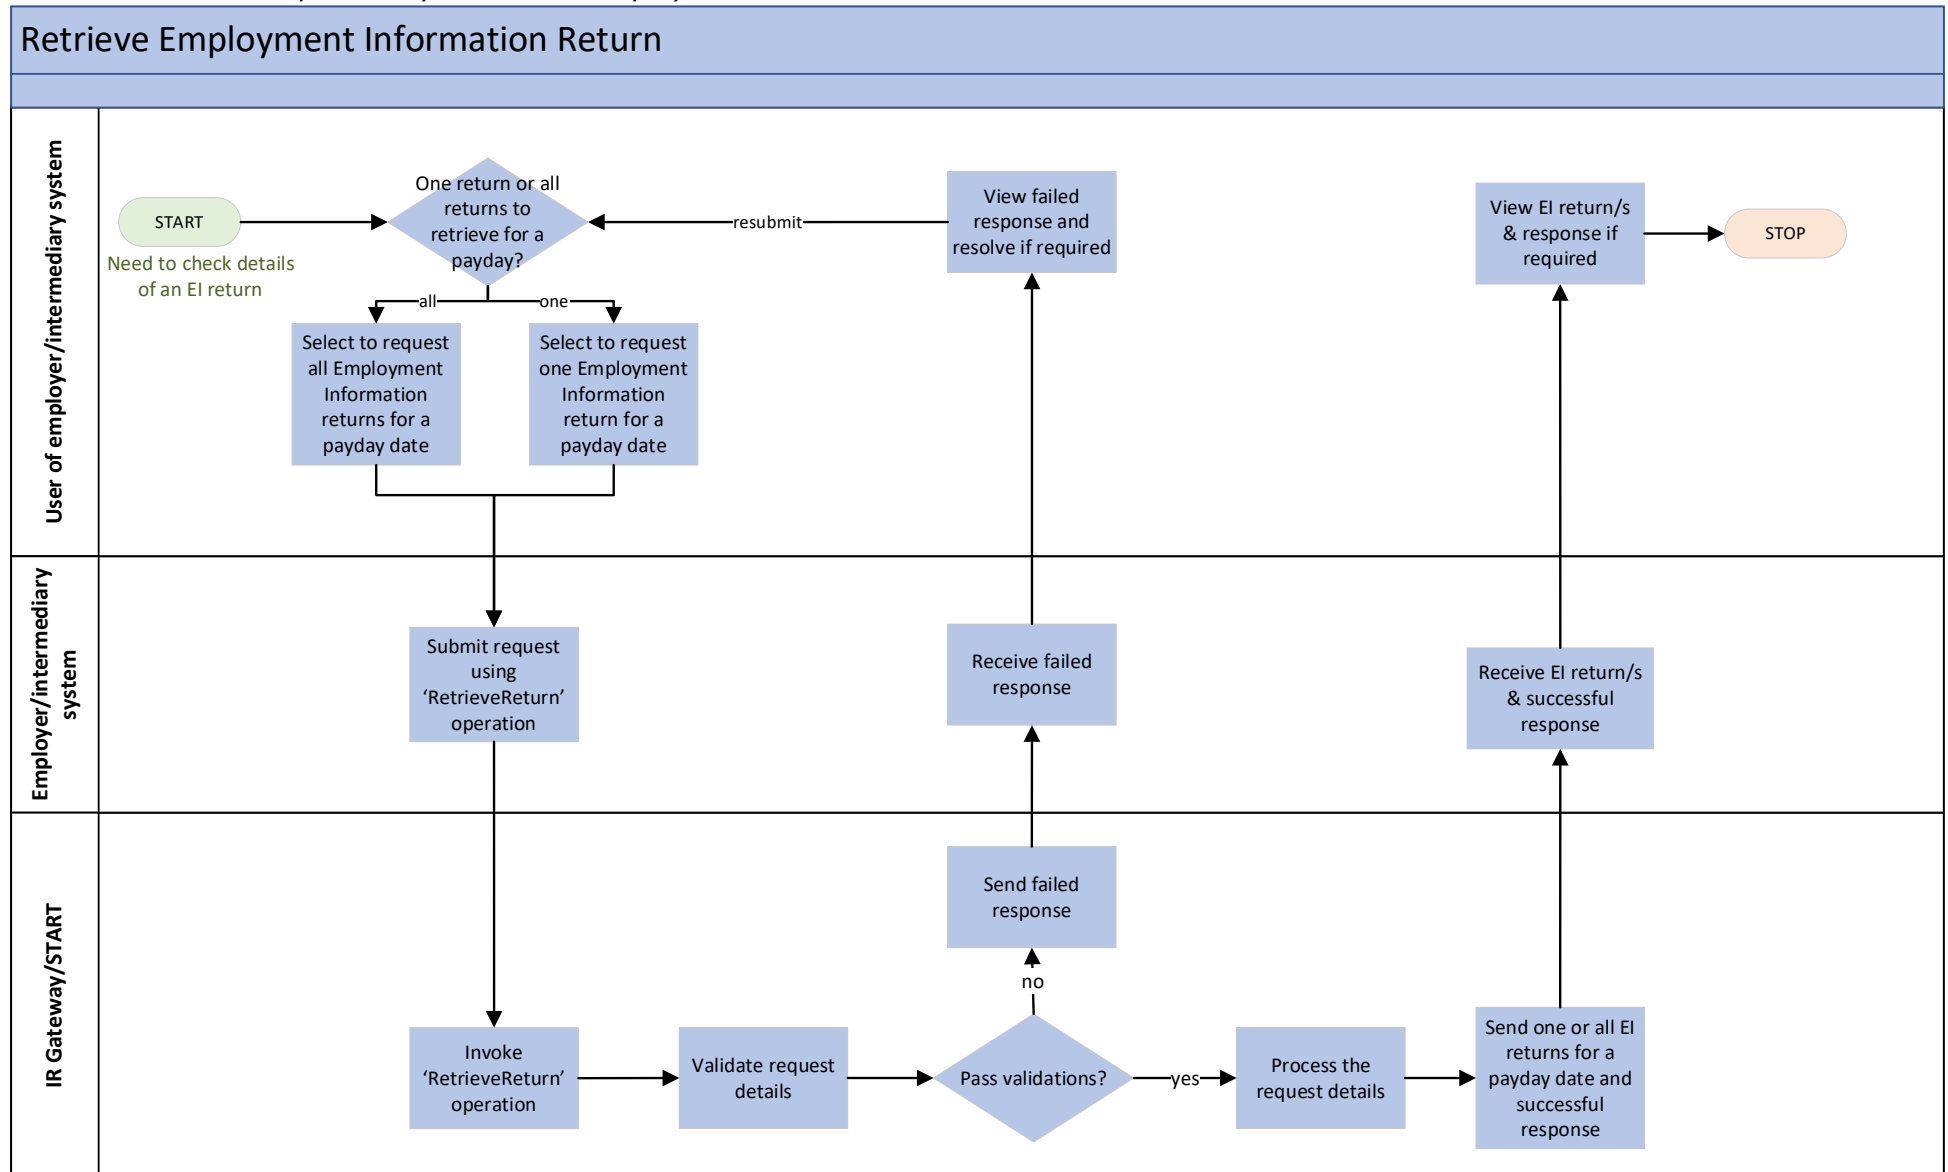 Retrieve Employment Information Return
User of employer/intermediary system
START
Need to check details
of an EI return
One return or all
returns to
retrieve for a
payday?
all
one
Select to request
all Employment
Information
returns for a
payday date
Select to request
one Employment
Information
return for a
payday date
resubmit
View failed
response and
resolve if required
View EI return/s
& response if
required
STOP
Employer/intermediary
system
Submit request
using
‘RetrieveReturn’
operation
Receive failed
response
Receive EI return/s
& successful
response
IR Gateway/START
Invoke
‘RetrieveReturn’
operation
Validate request
details
Pass validations?
no
Send failed
response
yes
Process the
request details
Send one or all EI
returns for a
payday date and
successful
response